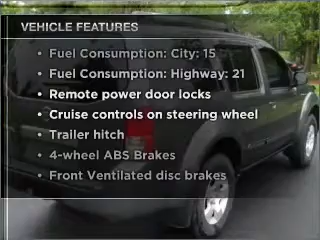 VEHICLE FEATURES
• Fuel Consumption: City: 15
• Fuel Consumption: Highway: 21
• Remote power door locks
• Cruise controls on steering wheel
• Trailer hitch
• 4-wheel ABS Brakes
• Front Ventilated disc brakes